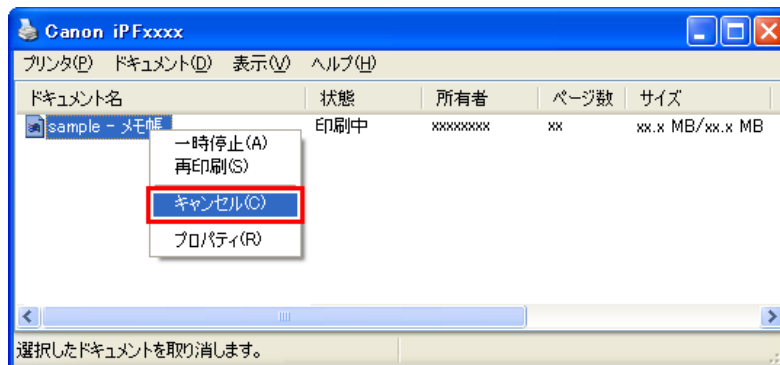 Canon iPFxxxx
プリンタ(P) ドキュメント(D) 表示(V) ヘルプ(H)
ドキュメント名 状態 所有者 ページ数 サイズ
sample - メモ帳 印刷中 xxxxxxxx xx xx.x MB/xx.x MB
一時停止(A)
再印刷(S)
キャンセル(C)
プロパティ(R)
選択したドキュメントを取り消します。